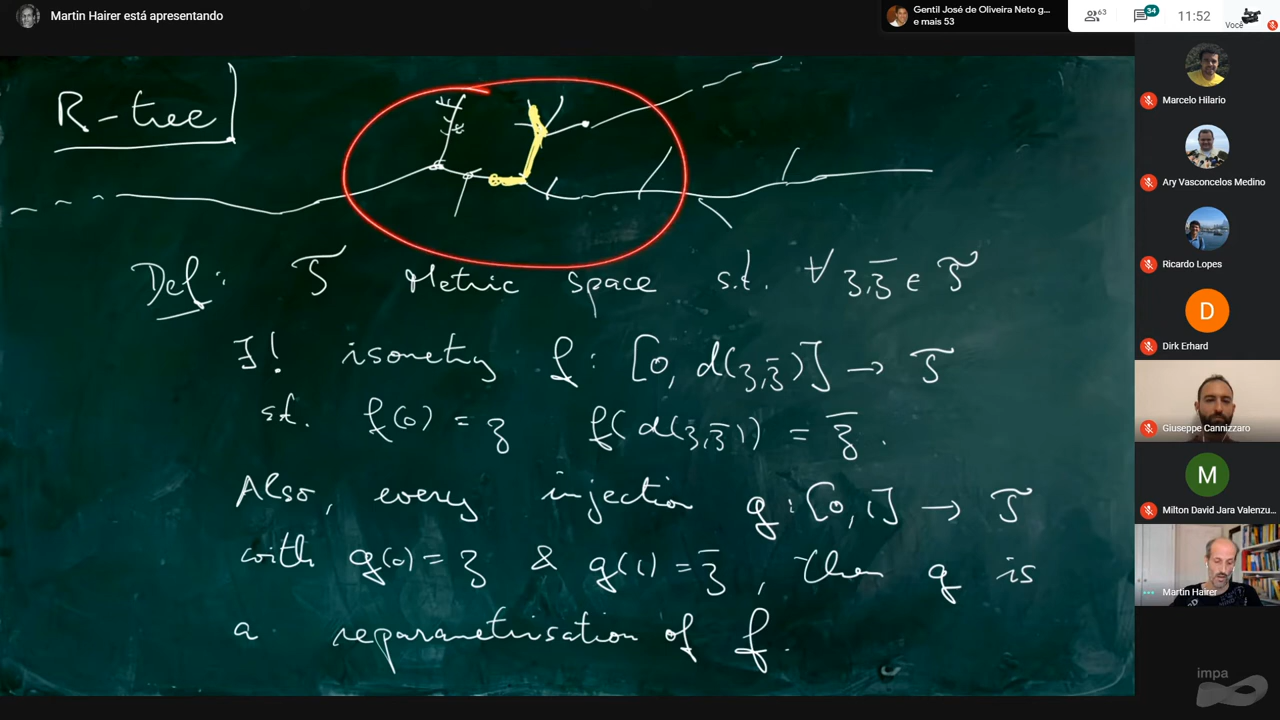 Martin Hairer está apresentando
Gentil José de Oliveira Neto g...
e mais 53
63
34
11:52
Você
R-tree
Def: 𝒯 Metric space s.t. ∀ z, z̄ ∈ 𝒯
∃! isometry f : [0, d(z, z̄)] → 𝒯
s.t. f(0) = z f(d(z, z̄)) = z̄.
Also, every injection g : [0, 1] → 𝒯
with g(0) = z & g(1) = z̄, then g is
a reparametrisation of f.
Marcelo Hilario
Ary Vasconcelos Medino
Ricardo Lopes
D
Dirk Erhard
Giuseppe Cannizzaro
M
Milton David Jara Valenzu...
Martin Hairer
impa